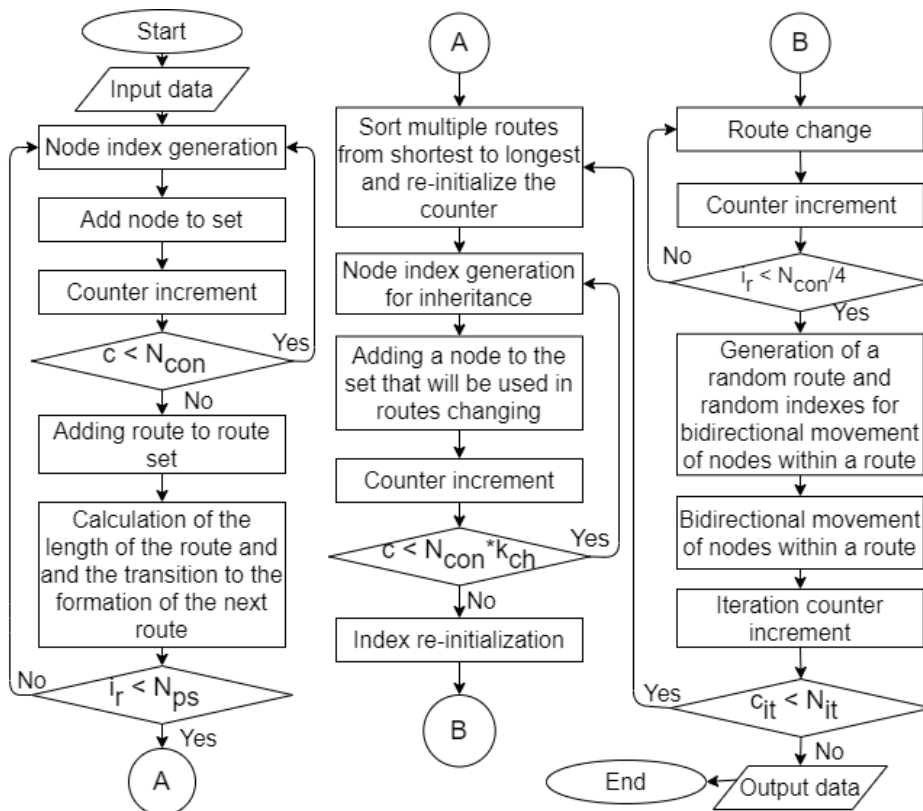 Start
Input data
Node index generation
Add node to set
Counter increment
c < N_con
Yes
No
Adding route to route
set
Calculation of the
length of the route and
and the transition to the
formation of the next
route
No
i_r < N_ps
Yes
A
A
Sort multiple routes
from shortest to longest
and re-initialize the
counter
Node index generation
for inheritance
Adding a node to the
set that will be used in
routes changing
Counter increment
c < N_con*k_ch
Yes
No
Index re-initialization
B
B
Route change
Counter increment
No
i_r < N_con/4
Yes
Generation of a
random route and
random indexes for
bidirectional movement
of nodes within a route
Bidirectional movement
of nodes within a route
Iteration counter
increment
Yes
c_it < N_it
No
Output data
End